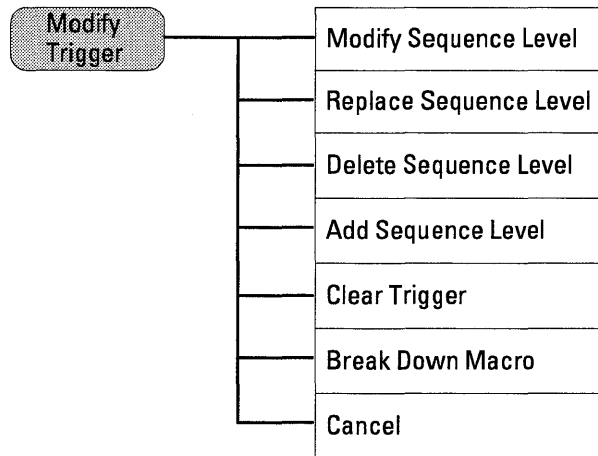 Modify
Trigger
Modify Sequence Level
Replace Sequence Level
Delete Sequence Level
Add Sequence Level
Clear Trigger
Break Down Macro
Cancel